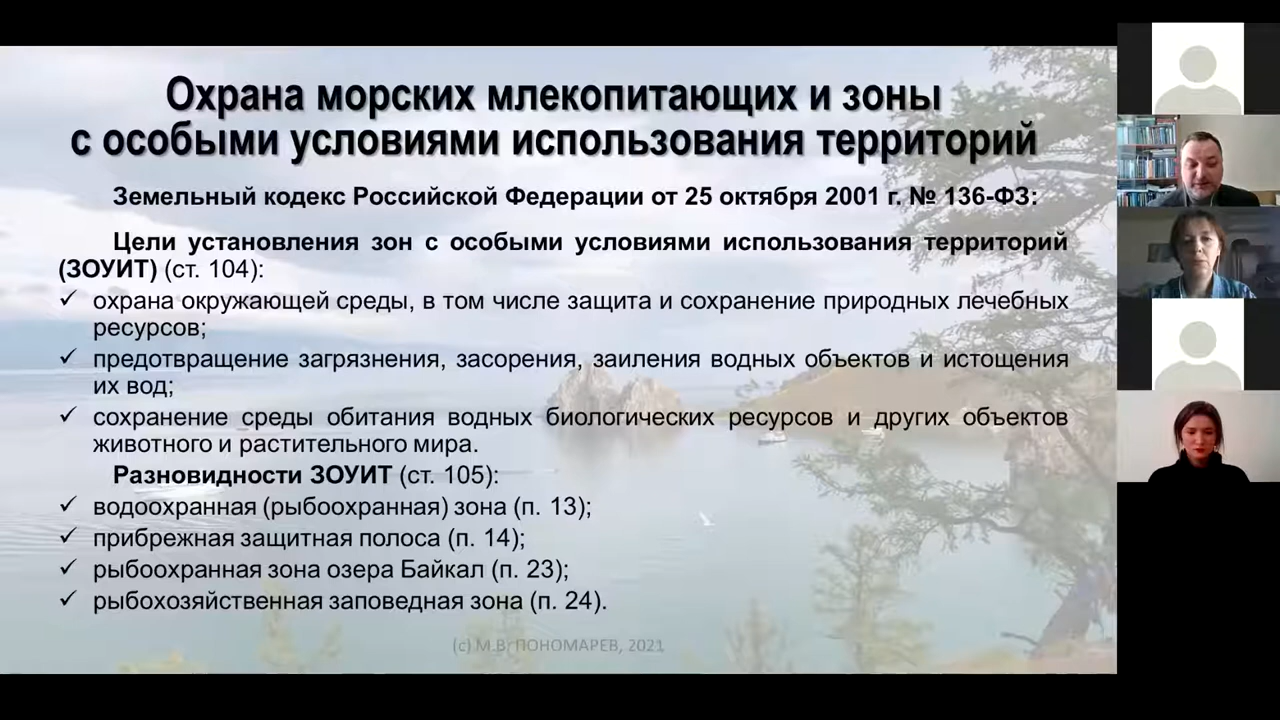 Охрана морских млекопитающих и зоны
с особыми условиями использования территорий
Земельный кодекс Российской Федерации от 25 октября 2001 г. № 136-ФЗ:
Цели установления зон с особыми условиями использования территорий
(ЗОУИТ) (ст. 104):
✓ охрана окружающей среды, в том числе защита и сохранение природных лечебных
ресурсов;
✓ предотвращение загрязнения, засорения, заиления водных объектов и истощения
их вод;
✓ сохранение среды обитания водных биологических ресурсов и других объектов
животного и растительного мира.
Разновидности ЗОУИТ (ст. 105):
✓ водоохранная (рыбоохранная) зона (п. 13);
✓ прибрежная защитная полоса (п. 14);
✓ рыбоохранная зона озера Байкал (п. 23);
✓ рыбохозяйственная заповедная зона (п. 24).
(с) М.В. ПОНОМАРЕВ, 2021